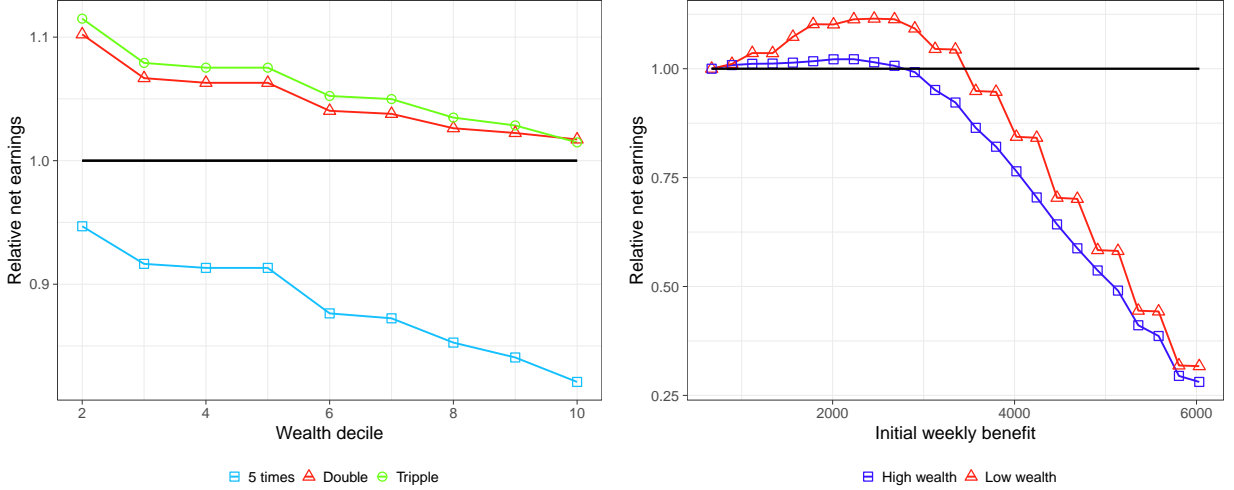 Relative net earnings
1.1
1.0
0.9
2 4 6 8 10
Wealth decile
5 times Double Tripple
Relative net earnings
1.00
0.75
0.50
0.25
2000 4000 6000
Initial weekly benefit
High wealth Low wealth